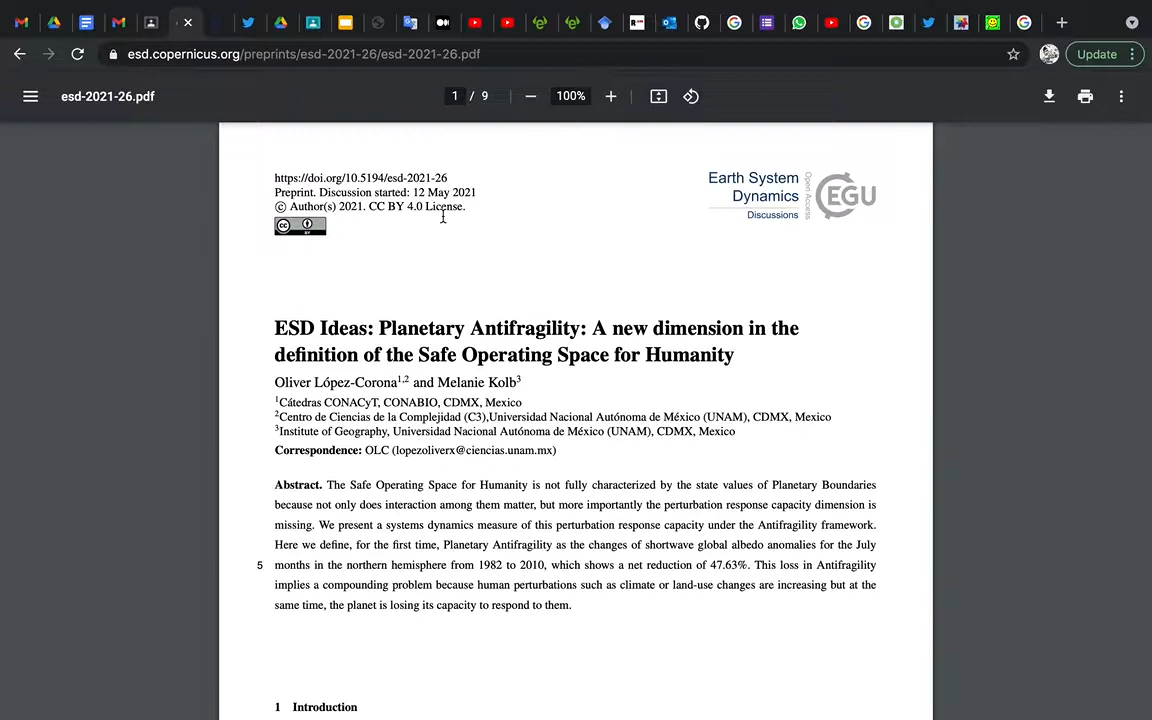 esd.copernicus.org/preprints/esd-2021-26/esd-2021-26.pdf
Update
esd-2021-26.pdf
1 / 9
100%
https://doi.org/10.5194/esd-2021-26
Preprint. Discussion started: 12 May 2021
© Author(s) 2021. CC BY 4.0 License.
cc
BY
Earth System
Dynamics
Discussions
Open Access
EGU
ESD Ideas: Planetary Antifragility: A new dimension in the
definition of the Safe Operating Space for Humanity
Oliver López-Corona1,2 and Melanie Kolb3
1Cátedras CONACyT, CONABIO, CDMX, Mexico
2Centro de Ciencias de la Complejidad (C3),Universidad Nacional Autónoma de México (UNAM), CDMX, Mexico
3Institute of Geography, Universidad Nacional Autónoma de México (UNAM), CDMX, Mexico
Correspondence: OLC (lopezoliverx@ciencias.unam.mx)
Abstract. The Safe Operating Space for Humanity is not fully characterized by the state values of Planetary Boundaries
because not only does interaction among them matter, but more importantly the perturbation response capacity dimension is
missing. We present a systems dynamics measure of this perturbation response capacity under the Antifragility framework.
Here we define, for the first time, Planetary Antifragility as the changes of shortwave global albedo anomalies for the July
5 months in the northern hemisphere from 1982 to 2010, which shows a net reduction of 47.63%. This loss in Antifragility
implies a compounding problem because human perturbations such as climate or land-use changes are increasing but at the
same time, the planet is losing its capacity to respond to them.
1 Introduction